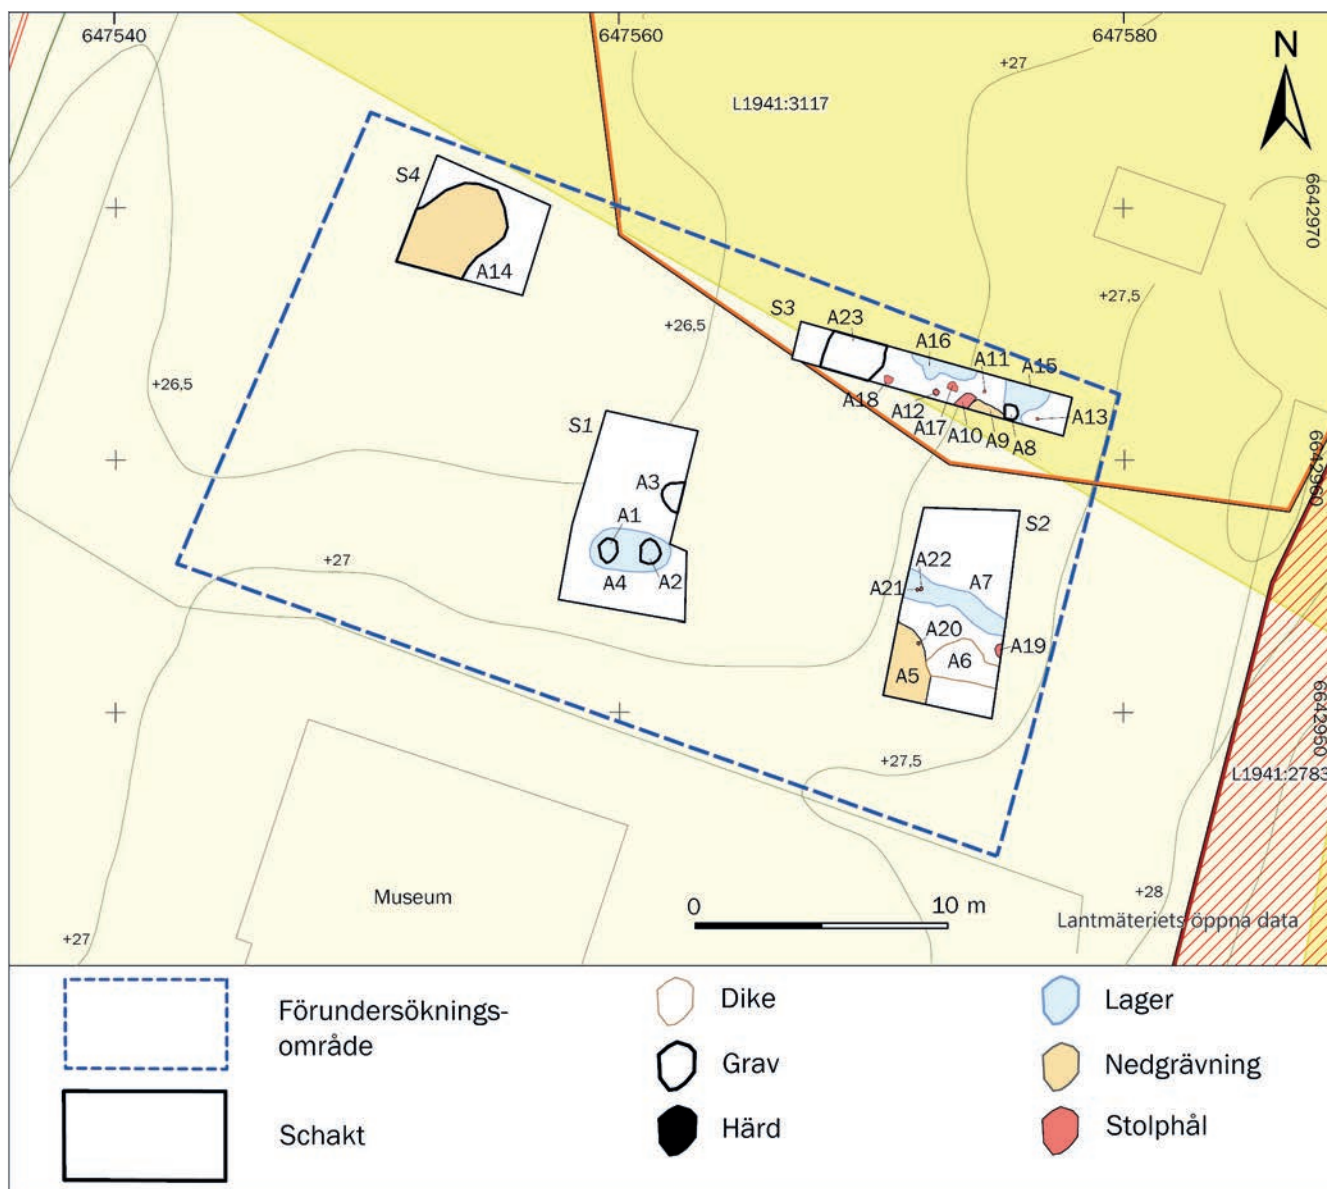 647540
647560
647580
N
+27
L1941:3117
6642970
S4
A14
+27,5
+26,5
S3
A23
A16
A11
A15
+26,5
A18
A12
A17
A10
A9
A8
A13
S1
6642960
A3
A1
S2
A4
A2
+27
A22
A21
A7
A20
A19
A6
A5
6642950
+27,5
L1941:2783
Museum
0
10 m
+28
Lantmäteriets öppna data
+27
Förundersöknings-
område
Schakt
Dike
Grav
Härd
Lager
Nedgrävning
Stolphål